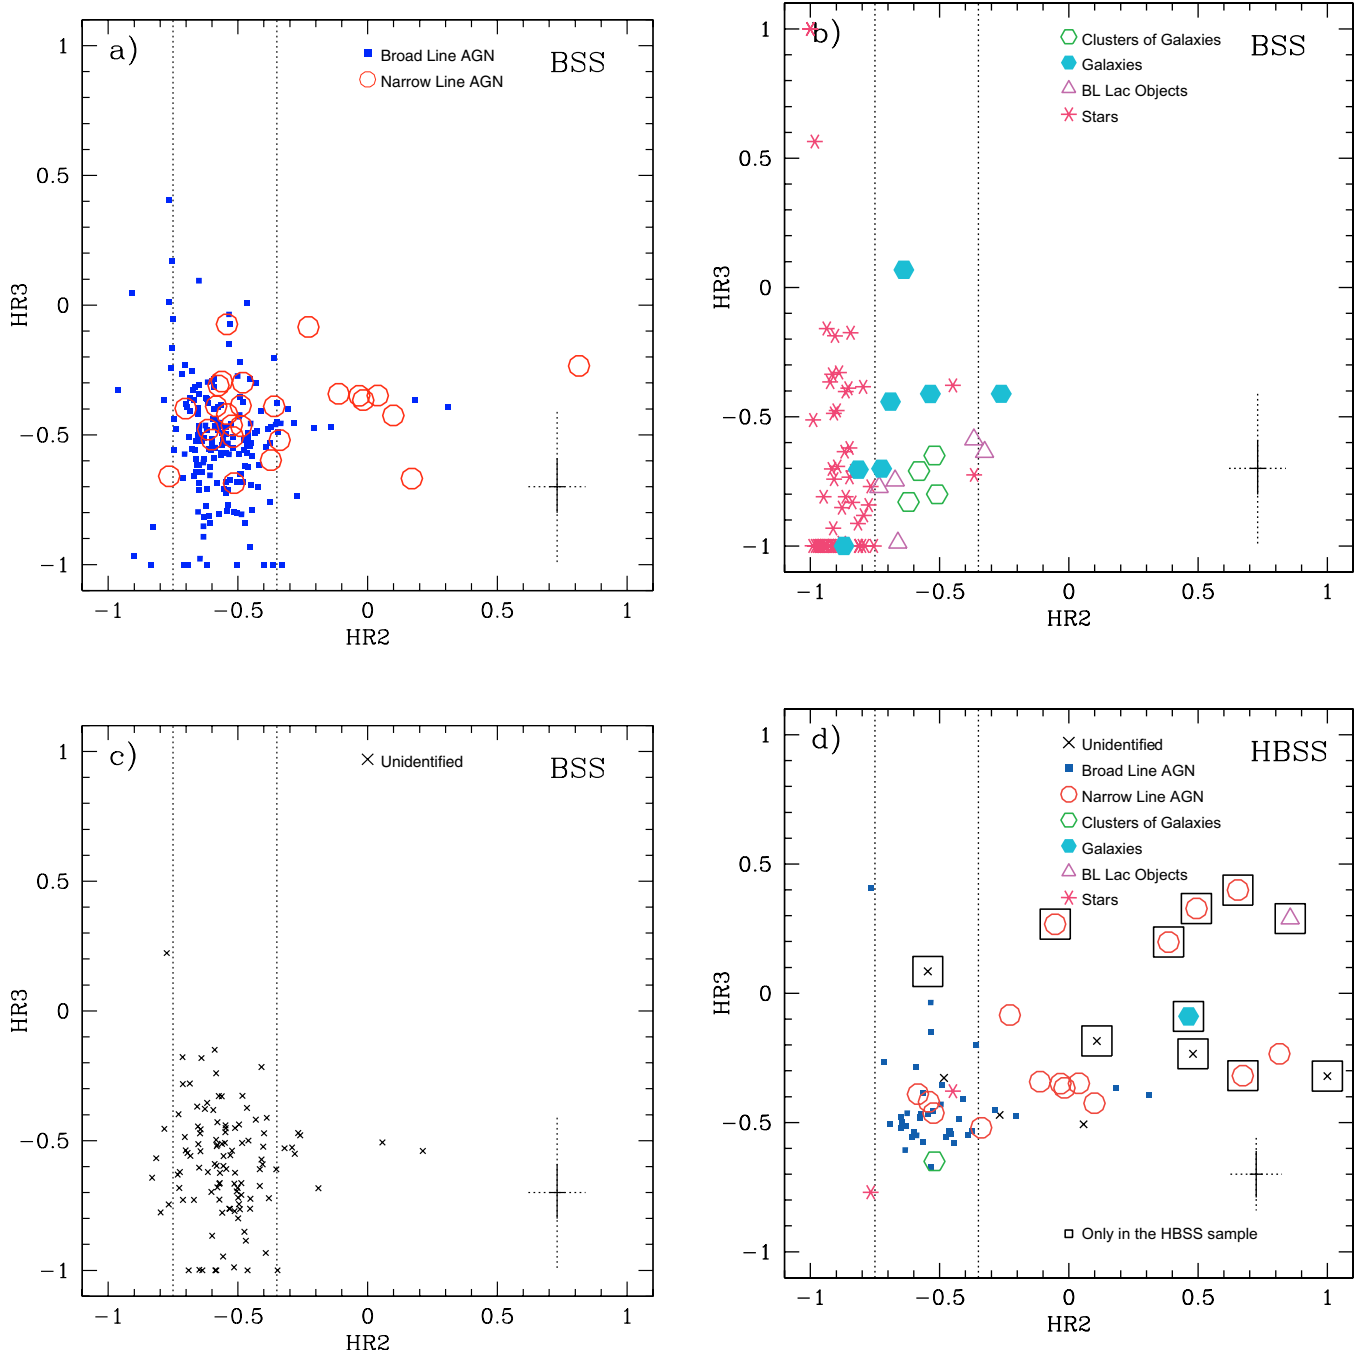 a)
Broad Line AGN
Narrow Line AGN
BSS
1
0.5
0
−0.5
−1
HR3
−1
−0.5
0
0.5
1
HR2
b)
Clusters of Galaxies
Galaxies
BL Lac Objects
Stars
BSS
1
0.5
0
−0.5
−1
HR3
−1
−0.5
0
0.5
1
HR2
c)
Unidentified
BSS
1
0.5
0
−0.5
−1
HR3
−1
−0.5
0
0.5
1
HR2
d)
Unidentified
Broad Line AGN
Narrow Line AGN
Clusters of Galaxies
Galaxies
BL Lac Objects
Stars
HBSS
Only in the HBSS sample
1
0.5
0
−0.5
−1
HR3
−1
−0.5
0
0.5
1
HR2